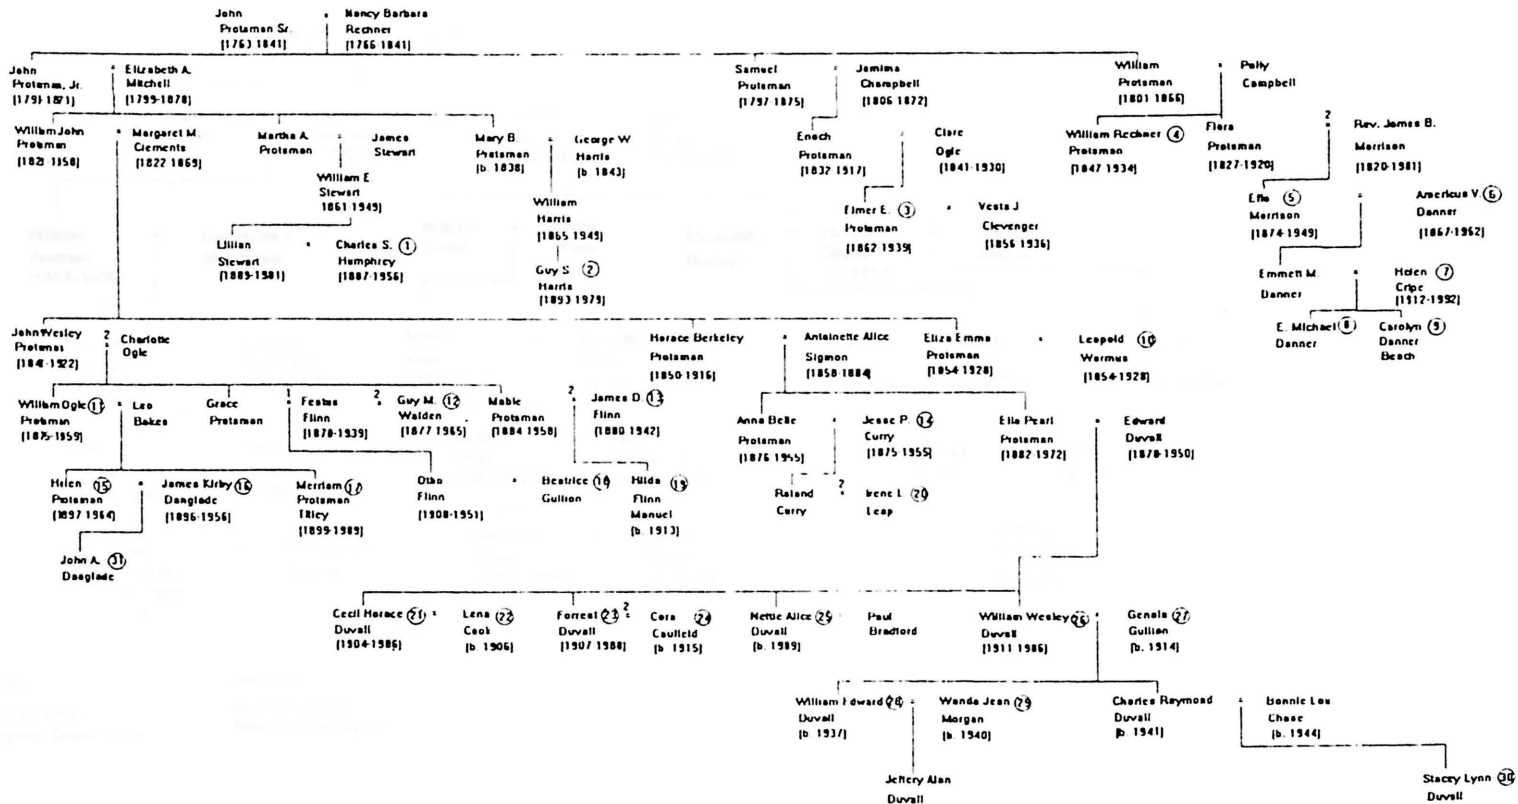 John
Protsman Sr.
(1763-1841)
Nancy Barbara
Rechner
(1766-1841)
John
Protsman, Jr.
(1791-1871)
Elizabeth A.
Mitchell
(1799-1878)
Samuel
Protsman
(1797-1875)
Jemima
Champbell
(1806-1872)
William
Protsman
(1801-1866)
Polly
Campbell
William John
Protsman
Margaret M.
Clements
(1822-1869)
Martha A.
Protsman
James
Stewart
Mary B.
Protsman
(b. 1838)
George W
Harris
(b. 1843)
Enoch
Protsman
(1832-1917)
Clare
Ogle
(1841-1930)
William Rechner 4
Protsman
(1847-1934)
Flora
Protsman
(1827-1920)
2
Rev. James B.
Morrison
(1820-1981)
William E
Stewart
1861-1949)
William
Harris
(1865-1949)
Elmer E. 3
Protsman
(1862-1939)
Vesta J
Clevenger
(1856-1936)
Effie 5
Morrison
(1874-1949)
Americus V. 6
Danner
(1867-1962)
Lillian
Stewart
(1889-1981)
Charles S. 1
Humphrey
(1887-1956)
Guy S. 2
Harris
(1893-1979)
Emmett M.
Danner
Helen 7
Cripe
(1912-1992)
E. Michael 8
Danner
Carolyn 9
Danner
Beach
John Wesley
Protsman
2
Charlotte
Ogle
Horace Berkeley
Protsman
(1850-1916)
Antoinette Alice
Sigmon
(1858-1884)
Eliza Emma
Protsman
(1854-1928)
Leopold 10
Wormus
(1854-1928)
William Ogle 11
Protsman
(1875-1959)
Leo
Bakes
Grace
Protsman
1
Festus
Flinn
(1878-1939)
2
Guy M. 12
Walden
(1877-1965)
Mable
Protsman
(1884-1958)
2
James D. 13
Flinn
(1880-1942)
Anna Belle
Protsman
(1876-1955)
Jesse P. 14
Curry
(1875-1955)
Ella Pearl
Protsman
(1882-1972)
Edward
Duvall
(1878-1950)
Helen 15
Protsman
(1897-1964)
James Kirby 16
Danglade
(1896-1956)
Merriam 17
Protsman
Tilley
(1899-1989)
Otho
Flinn
(1908-1951)
Beatrice 18
Gullion
Hilda 19
Flinn
Manuel
(b. 1913)
Roland
Curry
2
Irene L 20
Leap
John A. 31
Danglade
Cecil Horace 21
Duvall
(1904-1986)
Lena 22
Cook
(b. 1906)
Forrest 23
Duvall
(1907-1988)
2
Cora 24
Caulfield
(b. 1915)
Nettie Alice 25
Duvall
(b. 1909)
Paul
Bradford
William Wesley 26
Duvall
(1911-1986)
Genola 27
Gullion
(b. 1914)
William Edward 28
Duvall
(b. 1937)
Wanda Jean 29
Morgan
(b. 1940)
Charles Raymond
Duvall
(b. 1941)
Bonnie Lou
Chase
(b. 1944)
Jeffery Alan
Duvall
Stacey Lynn 30
Duvall